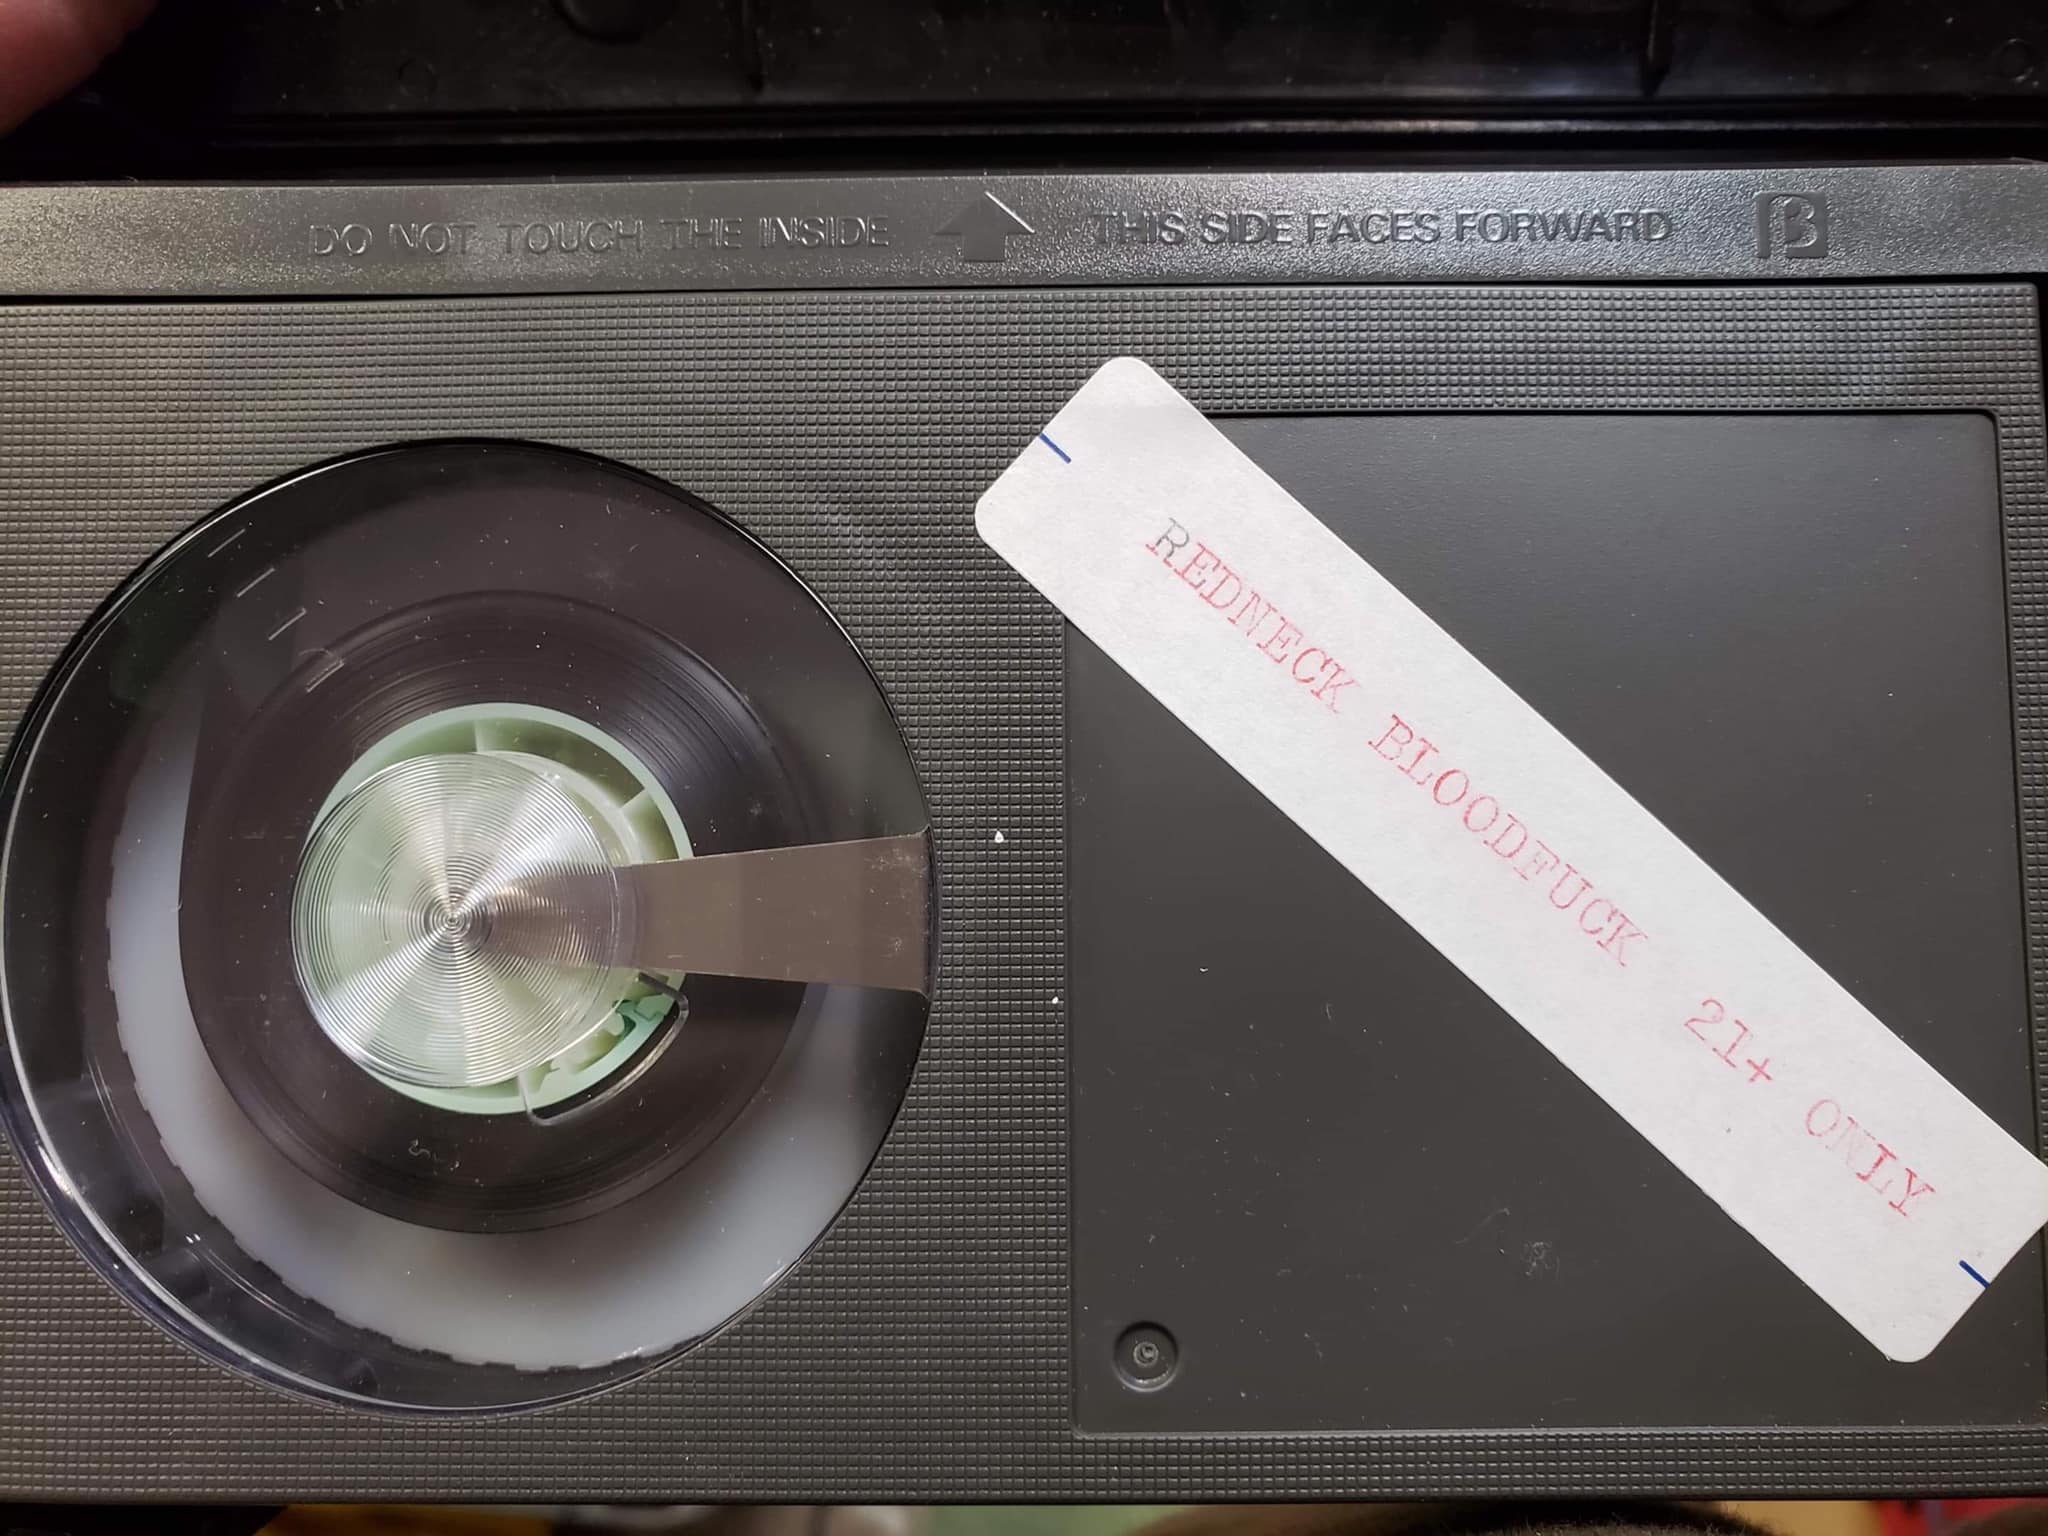 DO NOT TOUCH THE INSIDE THIS SIDE FACES FORWARD β
REDNECK BLOODFUCK 21+ ONLY